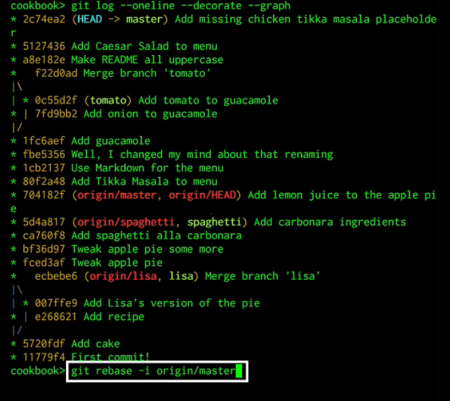 cookbook> git log --oneline --decorate --graph
* 2c74ea2 (HEAD -> master) Add missing chicken tikka masala placeholde
r
* 5127436 Add Caesar Salad to menu
* a8e182e Make README all uppercase
*   f22d0ad Merge branch 'tomato'
|\
| * 0c55d2f (tomato) Add tomato to guacamole
* | 7fd9bb2 Add onion to guacamole
|/
* 1fc6aef Add guacamole
* fbe5356 Well, I changed my mind about that renaming
* 1cb2137 Use Markdown for the menu
* 80f2a48 Add Tikka Masala to menu
* 704182f (origin/master, origin/HEAD) Add lemon juice to the apple pi
e
* 5d4a817 (origin/spaghetti, spaghetti) Add carbonara ingredients
* ca760f8 Add spaghetti alla carbonara
* bf36d97 Tweak apple pie some more
* fced3af Tweak apple pie
*   ecbebe6 (origin/lisa, lisa) Merge branch 'lisa'
|\
| * 007ffe9 Add Lisa's version of the pie
* | e268621 Add recipe
|/
* 5720fdf Add cake
* 11779f4 First commit!
cookbook> git rebase -i origin/master